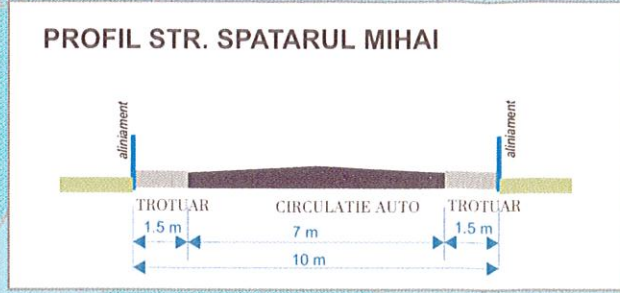 PROFIL STR. SPATARUL MIHAI
aliniament
aliniament
TROTUAR CIRCULATIE AUTO TROTUAR
1.5 m 7 m 1.5 m
10 m